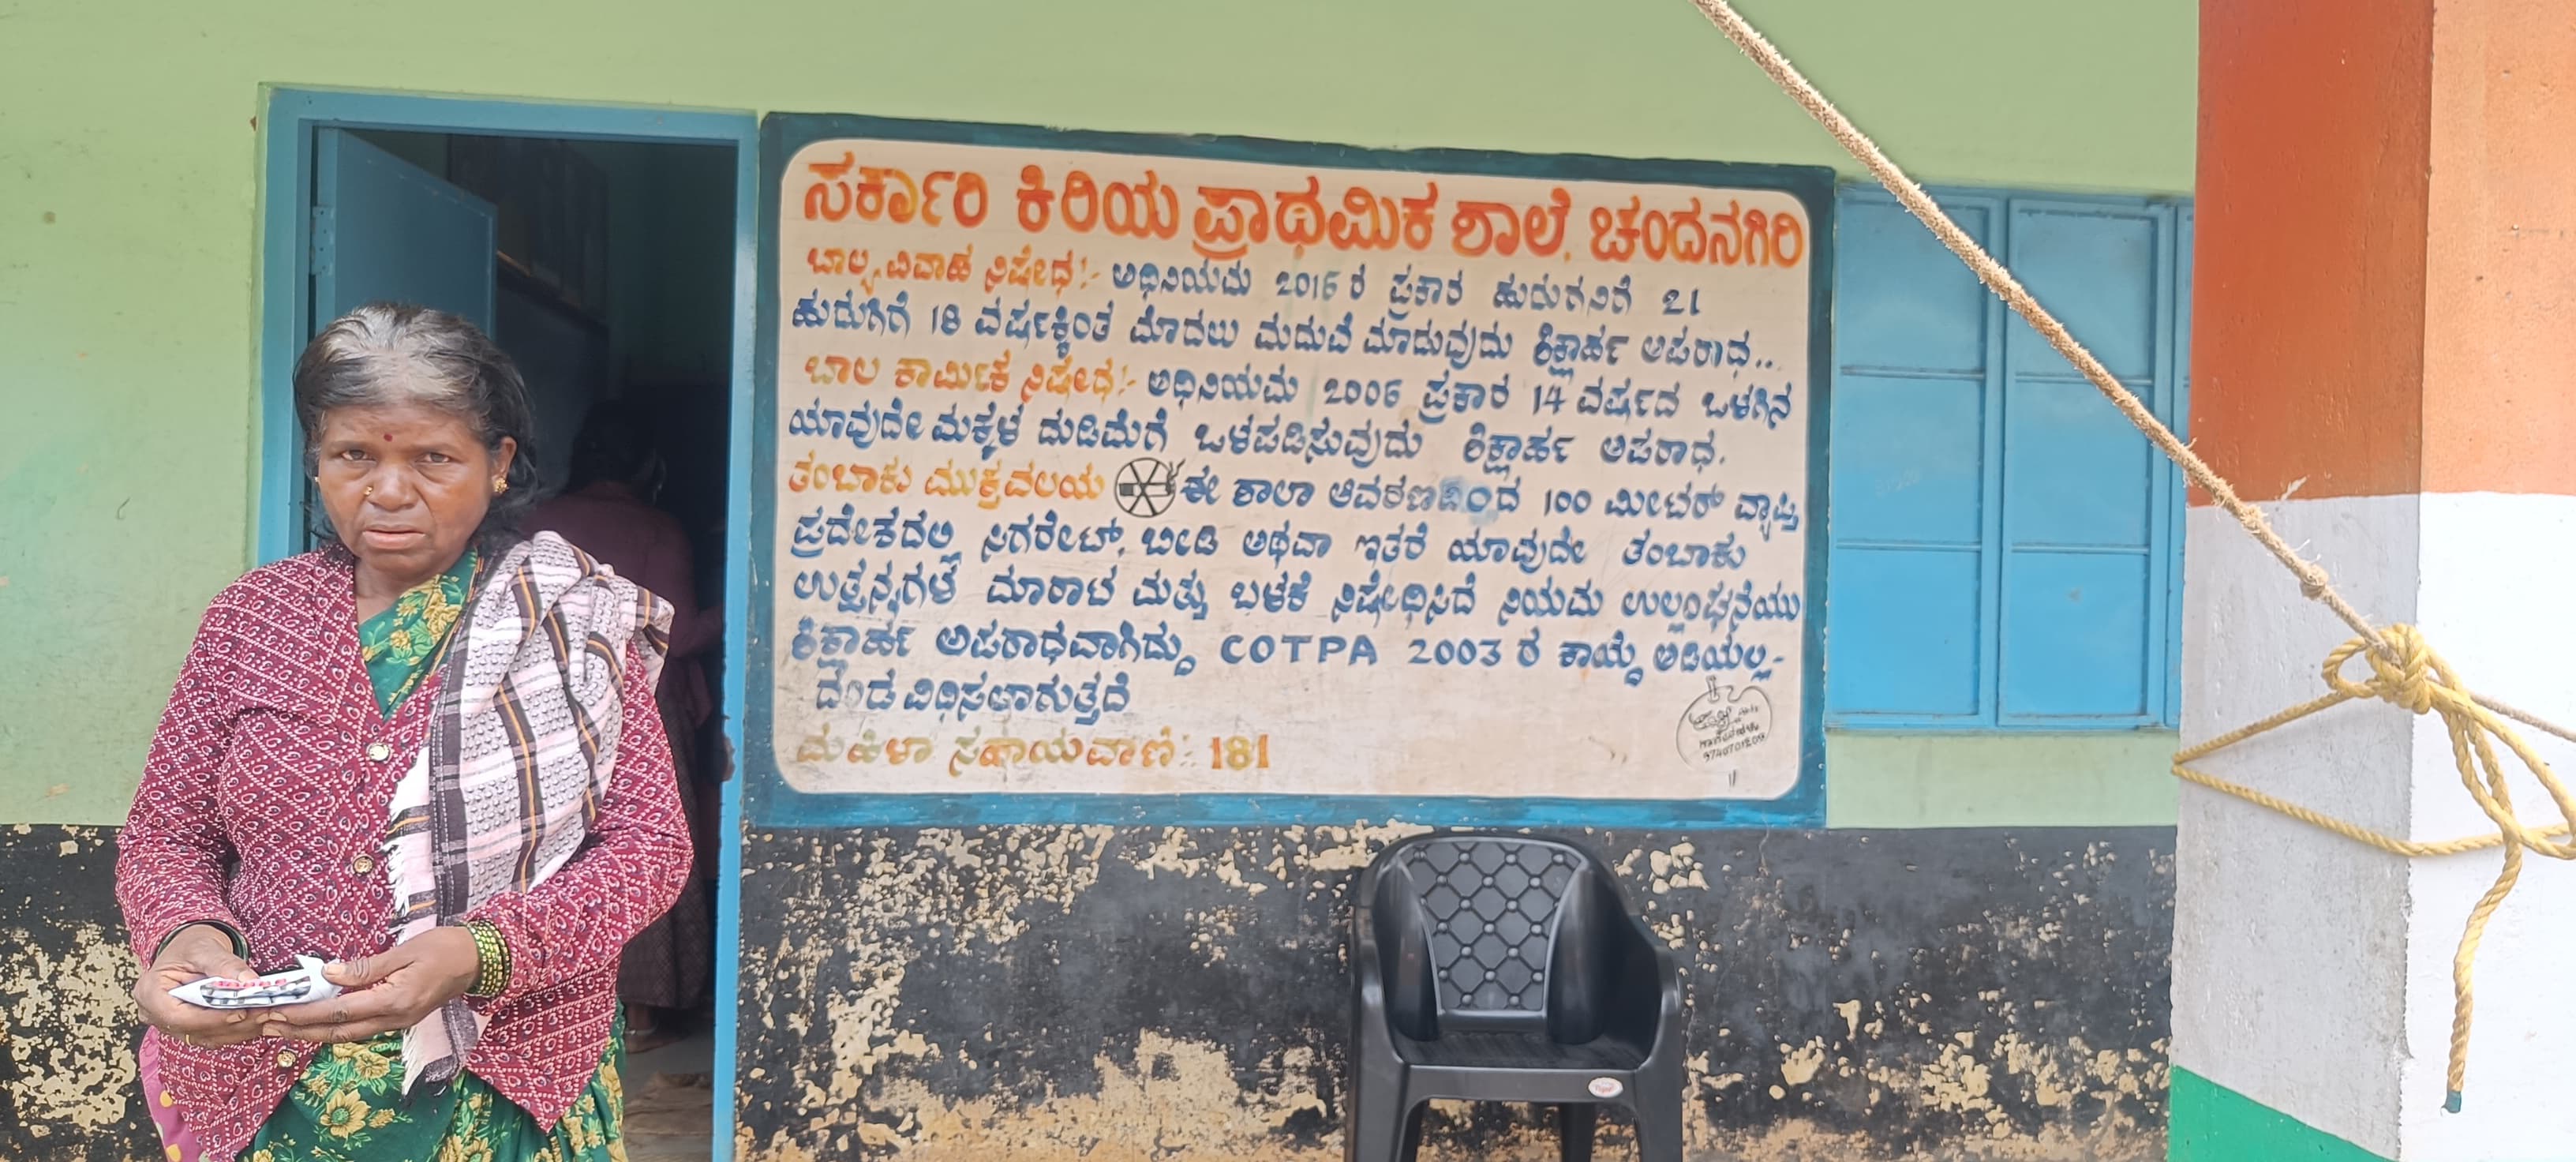 ಸರ್ಕಾರಿ ಕಿರಿಯ ಪ್ರಾಥಮಿಕ ಶಾಲೆ, ಚಂದನಗಿರಿ
ಬಾಲ್ಯ ವಿವಾಹ ನಿಷೇಧ:- ಅಧಿನಿಯಮ 2016 ರ ಪ್ರಕಾರ ಹುಡುಗನಿಗೆ 21
ಹುಡುಗಿಗೆ 18 ವರ್ಷಕ್ಕಿಂತ ಮೊದಲು ಮದುವೆ ಮಾಡುವುದು ಶಿಕ್ಷಾರ್ಹ ಅಪರಾಧ..
ಬಾಲ ಕಾರ್ಮಿಕ ನಿಷೇಧ:- ಅಧಿನಿಯಮ 2006 ಪ್ರಕಾರ 14 ವರ್ಷದ ಒಳಗಿನ
ಯಾವುದೇ ಮಕ್ಕಳ ದುಡಿಮೆಗೆ ಒಳಪಡಿಸುವುದು ಶಿಕ್ಷಾರ್ಹ ಅಪರಾಧ.
ತಂಬಾಕು ಮುಕ್ತವಲಯ ಈ ಶಾಲಾ ಆವರಣದಿಂದ 100 ಮೀಟರ್ ವ್ಯಾಪ್ತಿ
ಪ್ರದೇಶದಲ್ಲಿ ಸಿಗರೇಟ್, ಬೀಡಿ ಅಥವಾ ಇತರೆ ಯಾವುದೇ ತಂಬಾಕು
ಉತ್ಪನ್ನಗಳ ಮಾರಾಟ ಮತ್ತು ಬಳಕೆ ನಿಷೇಧಿಸಿದೆ ನಿಯಮ ಉಲ್ಲಂಘನೆಯು
ಶಿಕ್ಷಾರ್ಹ ಅಪರಾಧವಾಗಿದ್ದು COTPA 2003 ರ ಕಾಯ್ದೆ ಅಡಿಯಲ್ಲಿ-
ದಂಡ ವಿಧಿಸಲಾಗುತ್ತದೆ
ಮಹಿಳಾ ಸಹಾಯವಾಣಿ:- 181